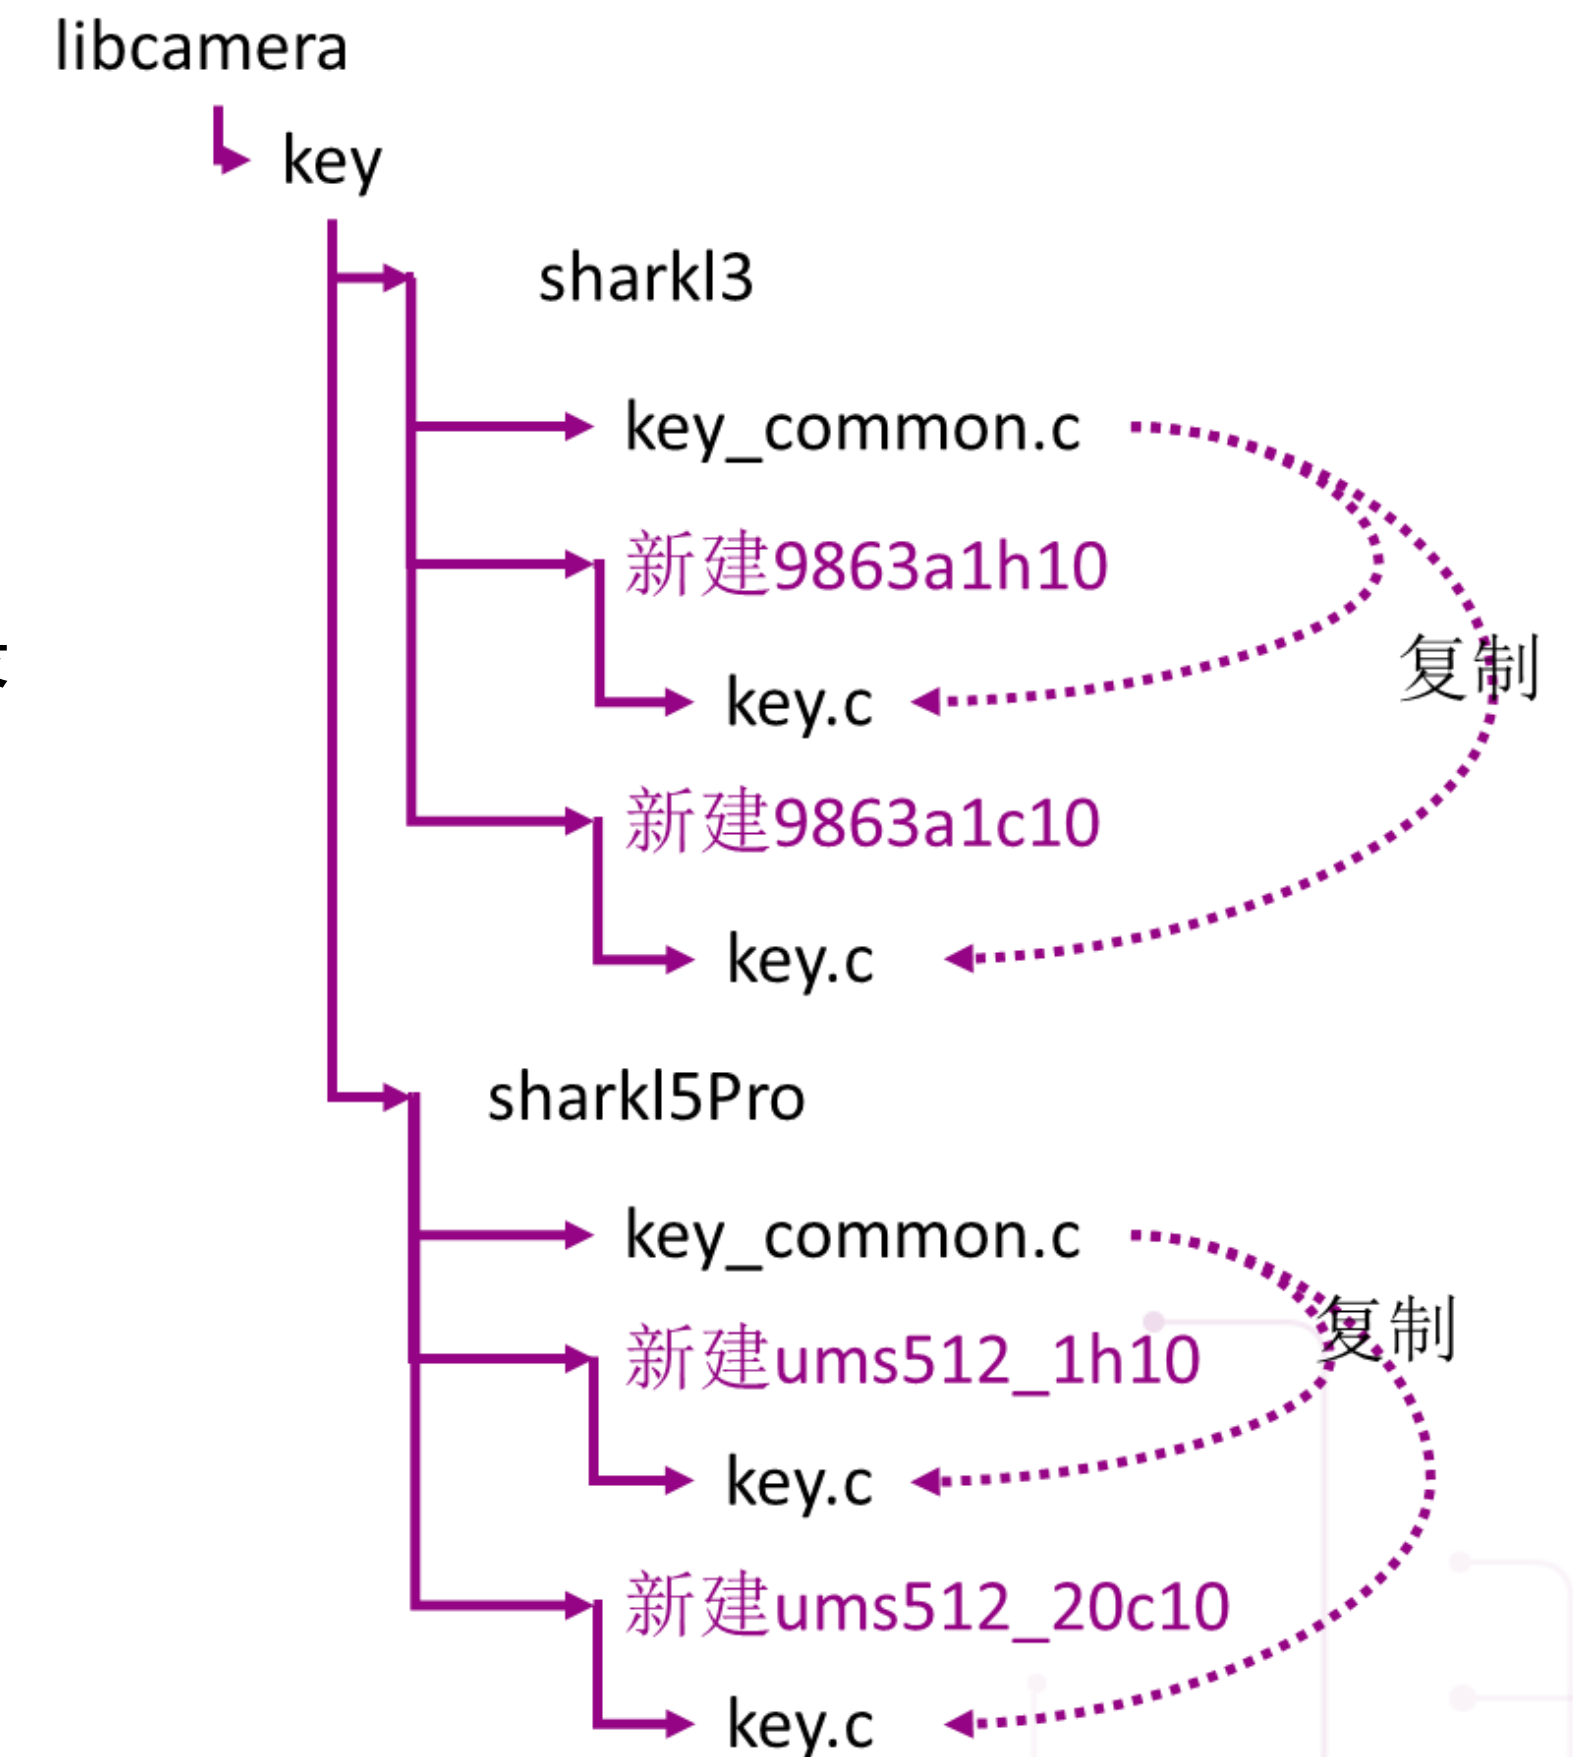 libcamera
key
sharkl3
key_common.c
新建9863a1h10
复制
key.c
新建9863a1c10
key.c
sharkl5Pro
key_common.c
复制
新建ums512_1h10
key.c
新建ums512_20c10
key.c